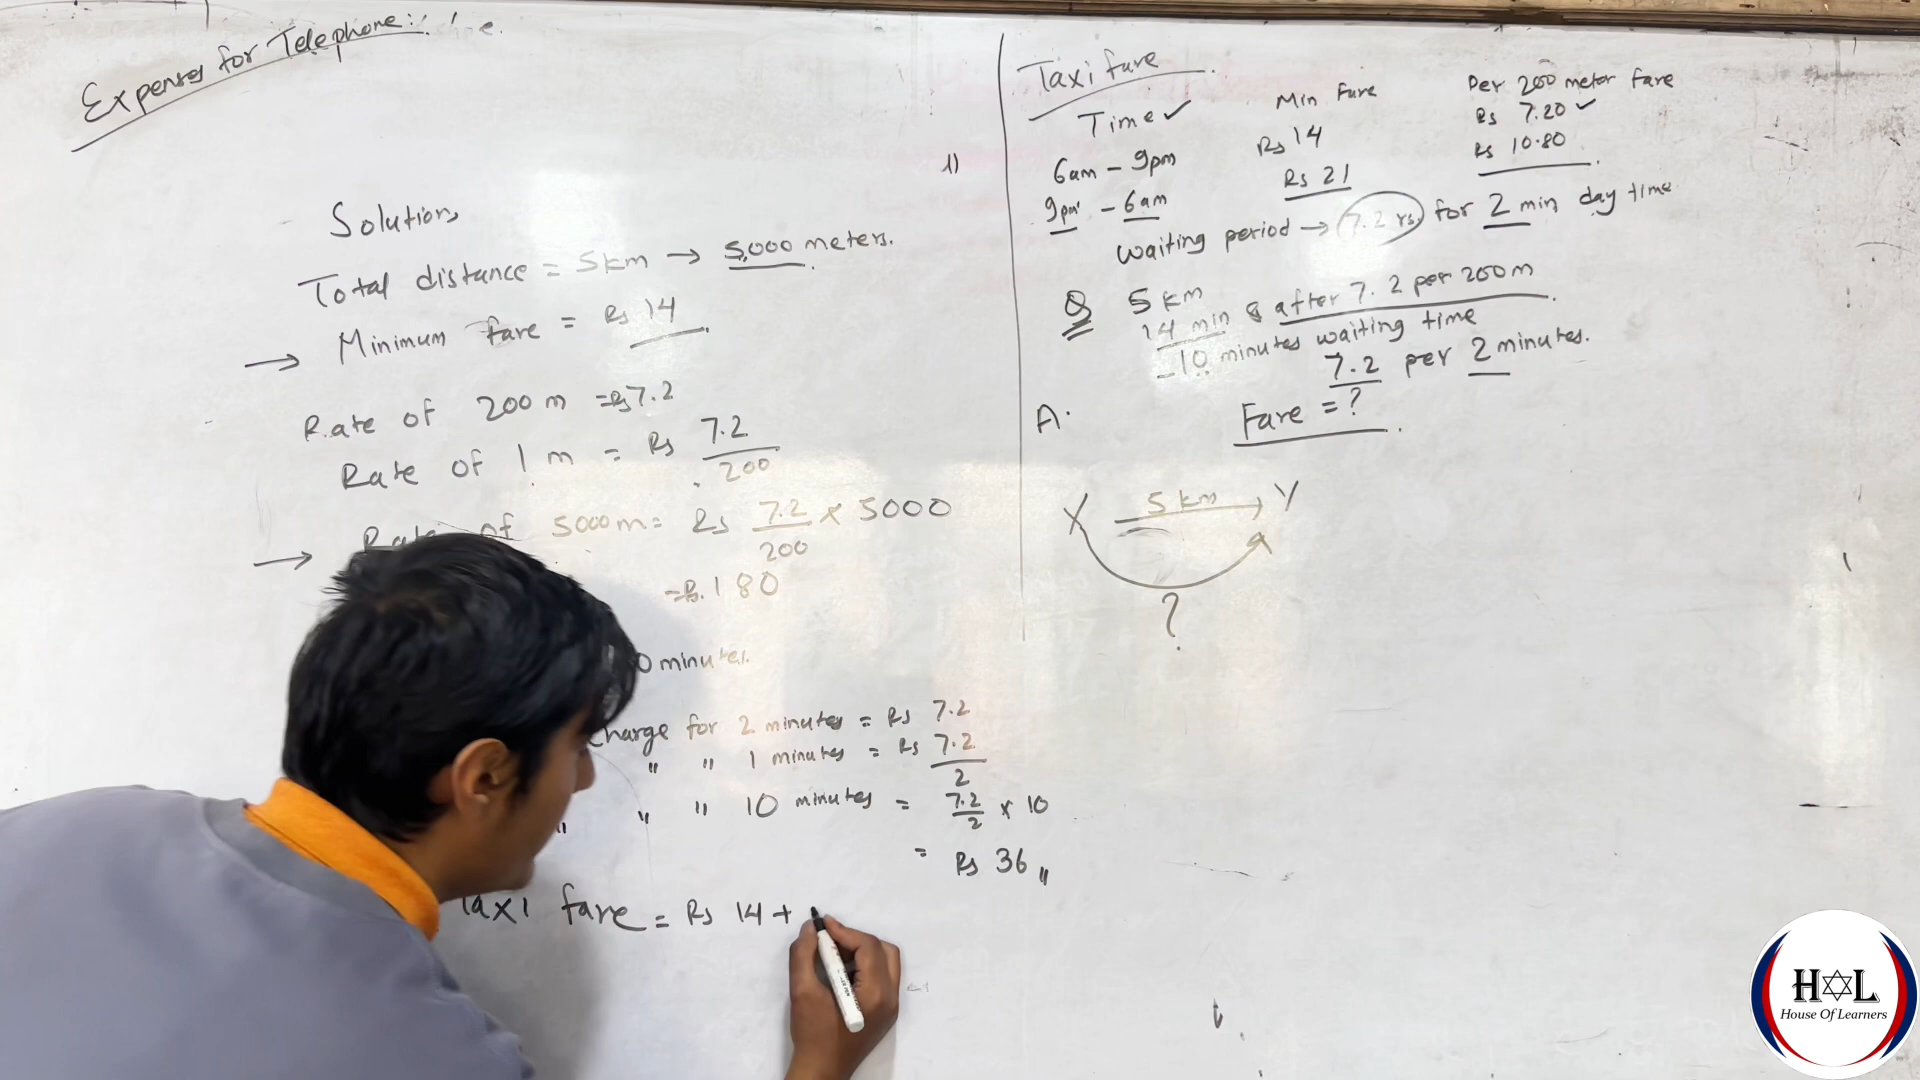 Expenses for Telephone:
Solution,
Total distance = 5km → 5000 meters.
→ Minimum fare = Rs 14
Rate of 200 m = Rs 7.2
Rate of 1 m = Rs 7.2/200
→ Rate of 5000m = Rs 7.2/200 × 5000
= Rs. 180
0 minutes.
charge for 2 minutes = Rs 7.2
" " 1 minutes = Rs 7.2/2
" " " 10 minutes = 7.2/2 × 10
= Rs 36 "
Taxi fare = Rs 14 +
1)
Taxi fare
Time ✓ Min Fare Per 200 meter fare
6am - 9pm Rs 14 Rs 7.20 ✓
9pm - 6am Rs 21 Rs 10.80
waiting period → 7.2 rs. for 2 min day time
Q 5 km
14 min & after 7.2 per 200m
- 10 minutes waiting time
7.2 per 2 minutes.
A. Fare = ?
X 5 km → Y
?
H L
House Of Learners